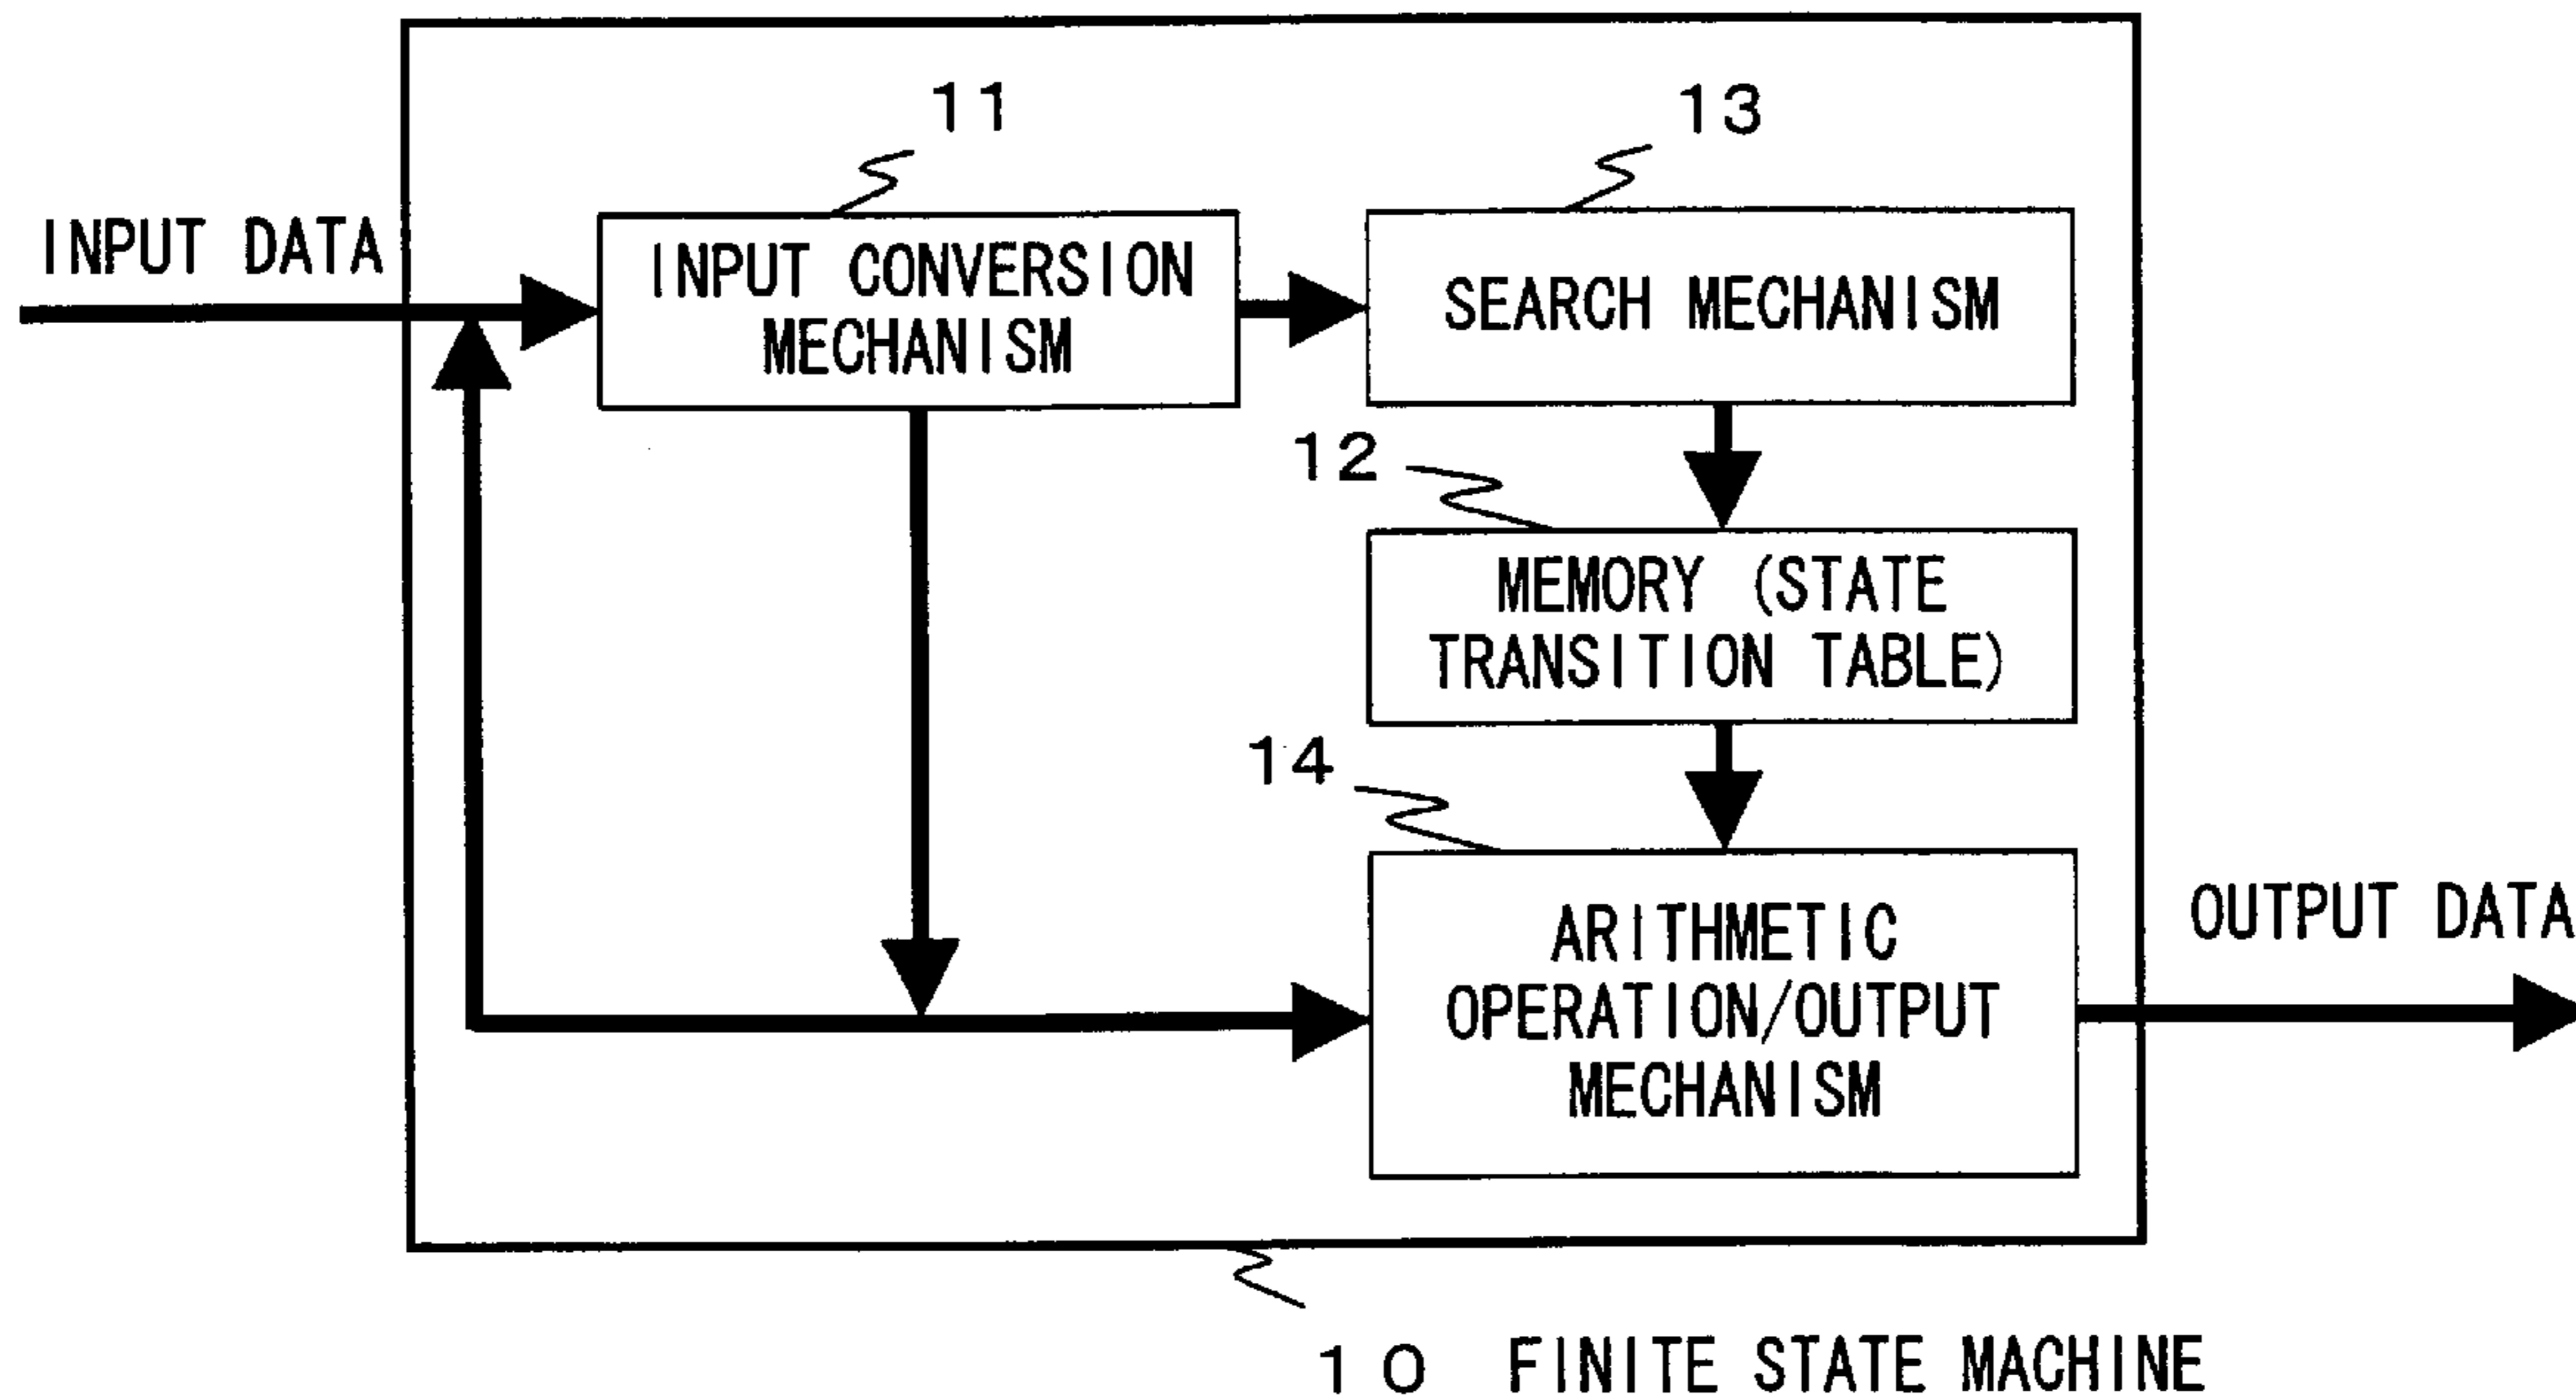 11
13
INPUT DATA
INPUT CONVERSION
MECHANISM
SEARCH MECHANISM
12
MEMORY (STATE
TRANSITION TABLE)
14
ARITHMETIC
OPERATION/OUTPUT
MECHANISM
OUTPUT DATA
10 FINITE STATE MACHINE